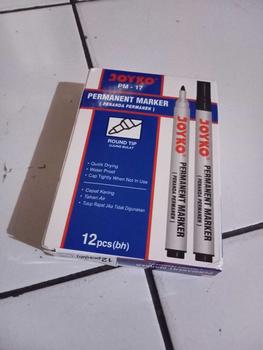 JOYKO
PM - 17
PERMANENT MARKER
( PENANDA PERMANEN )
ROUND TIP
• Quick Drying
• Water Proof
• Cap Tightly When Not in Use
• Cepat Kering
• Tahan Air
• Tutup Rapat Jika Tidak Digunakan
12pcs(bh)
JOYKO
PERMANENT MARKER
( PENANDA PERMANEN )
JOYKO
PERMANENT MARKER
12pcs(bh)